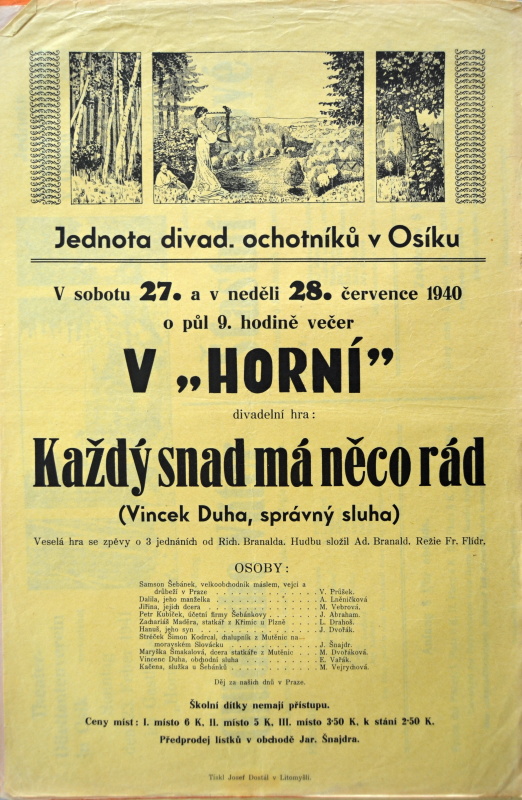 Jednota divad. ochotníků v Osíku
V sobotu 27. a v neděli 28. července 1940
o půl 9. hodině večer
V „HORNÍ”
divadelní hra:
Každý snad má něco rád
(Vincek Duha, správný sluha)
Veselá hra se zpěvy o 3 jednáních od Rich. Branalda. Hudbu složil Ad. Branald. Režie Fr. Flídr.
OSOBY:
Samson Šebánek, velkoobchodník máslem, vejci a
drůbeží v Praze . . . . . . . . . . . . . V. Průšek.
Dalila, jeho manželka . . . . . . . . . . . . . A. Lněničková
Jiřina, jejich dcera . . . . . . . . . . . . . M. Vebrová.
Petr Kubíček, účetní firmy Šebánkovy . . . . . . . J. Abraham.
Zachariáš Maděra, statkář z Křimic u Plzně . . . . . L. Drahoš.
Hanuš, jeho syn . . . . . . . . . . . . . J. Dvořák.
Strýček Šimon Kodrcal, chalupník z Mutěnic na
moravském Slovácku . . . . . . . . . . . . . J. Šnajdr.
Maryška Šmakalová, dcera statkáře z Mutěnic . . . . M. Dvořáková.
Vincenc Duha, obchodní sluha . . . . . . . . . . E. Vařák.
Kačena, služka u Šebánků . . . . . . . . . . . . M. Vejrychová.
Děj za našich dnů v Praze.
Školní dítky nemají přístupu.
Ceny míst: I. místo 6 K, II. místo 5 K, III. místo 3·50 K, k stání 2·50 K.
Předprodej lístků v obchodě Jar. Šnajdra.
Tiskl Josef Dostál v Litomyšli.